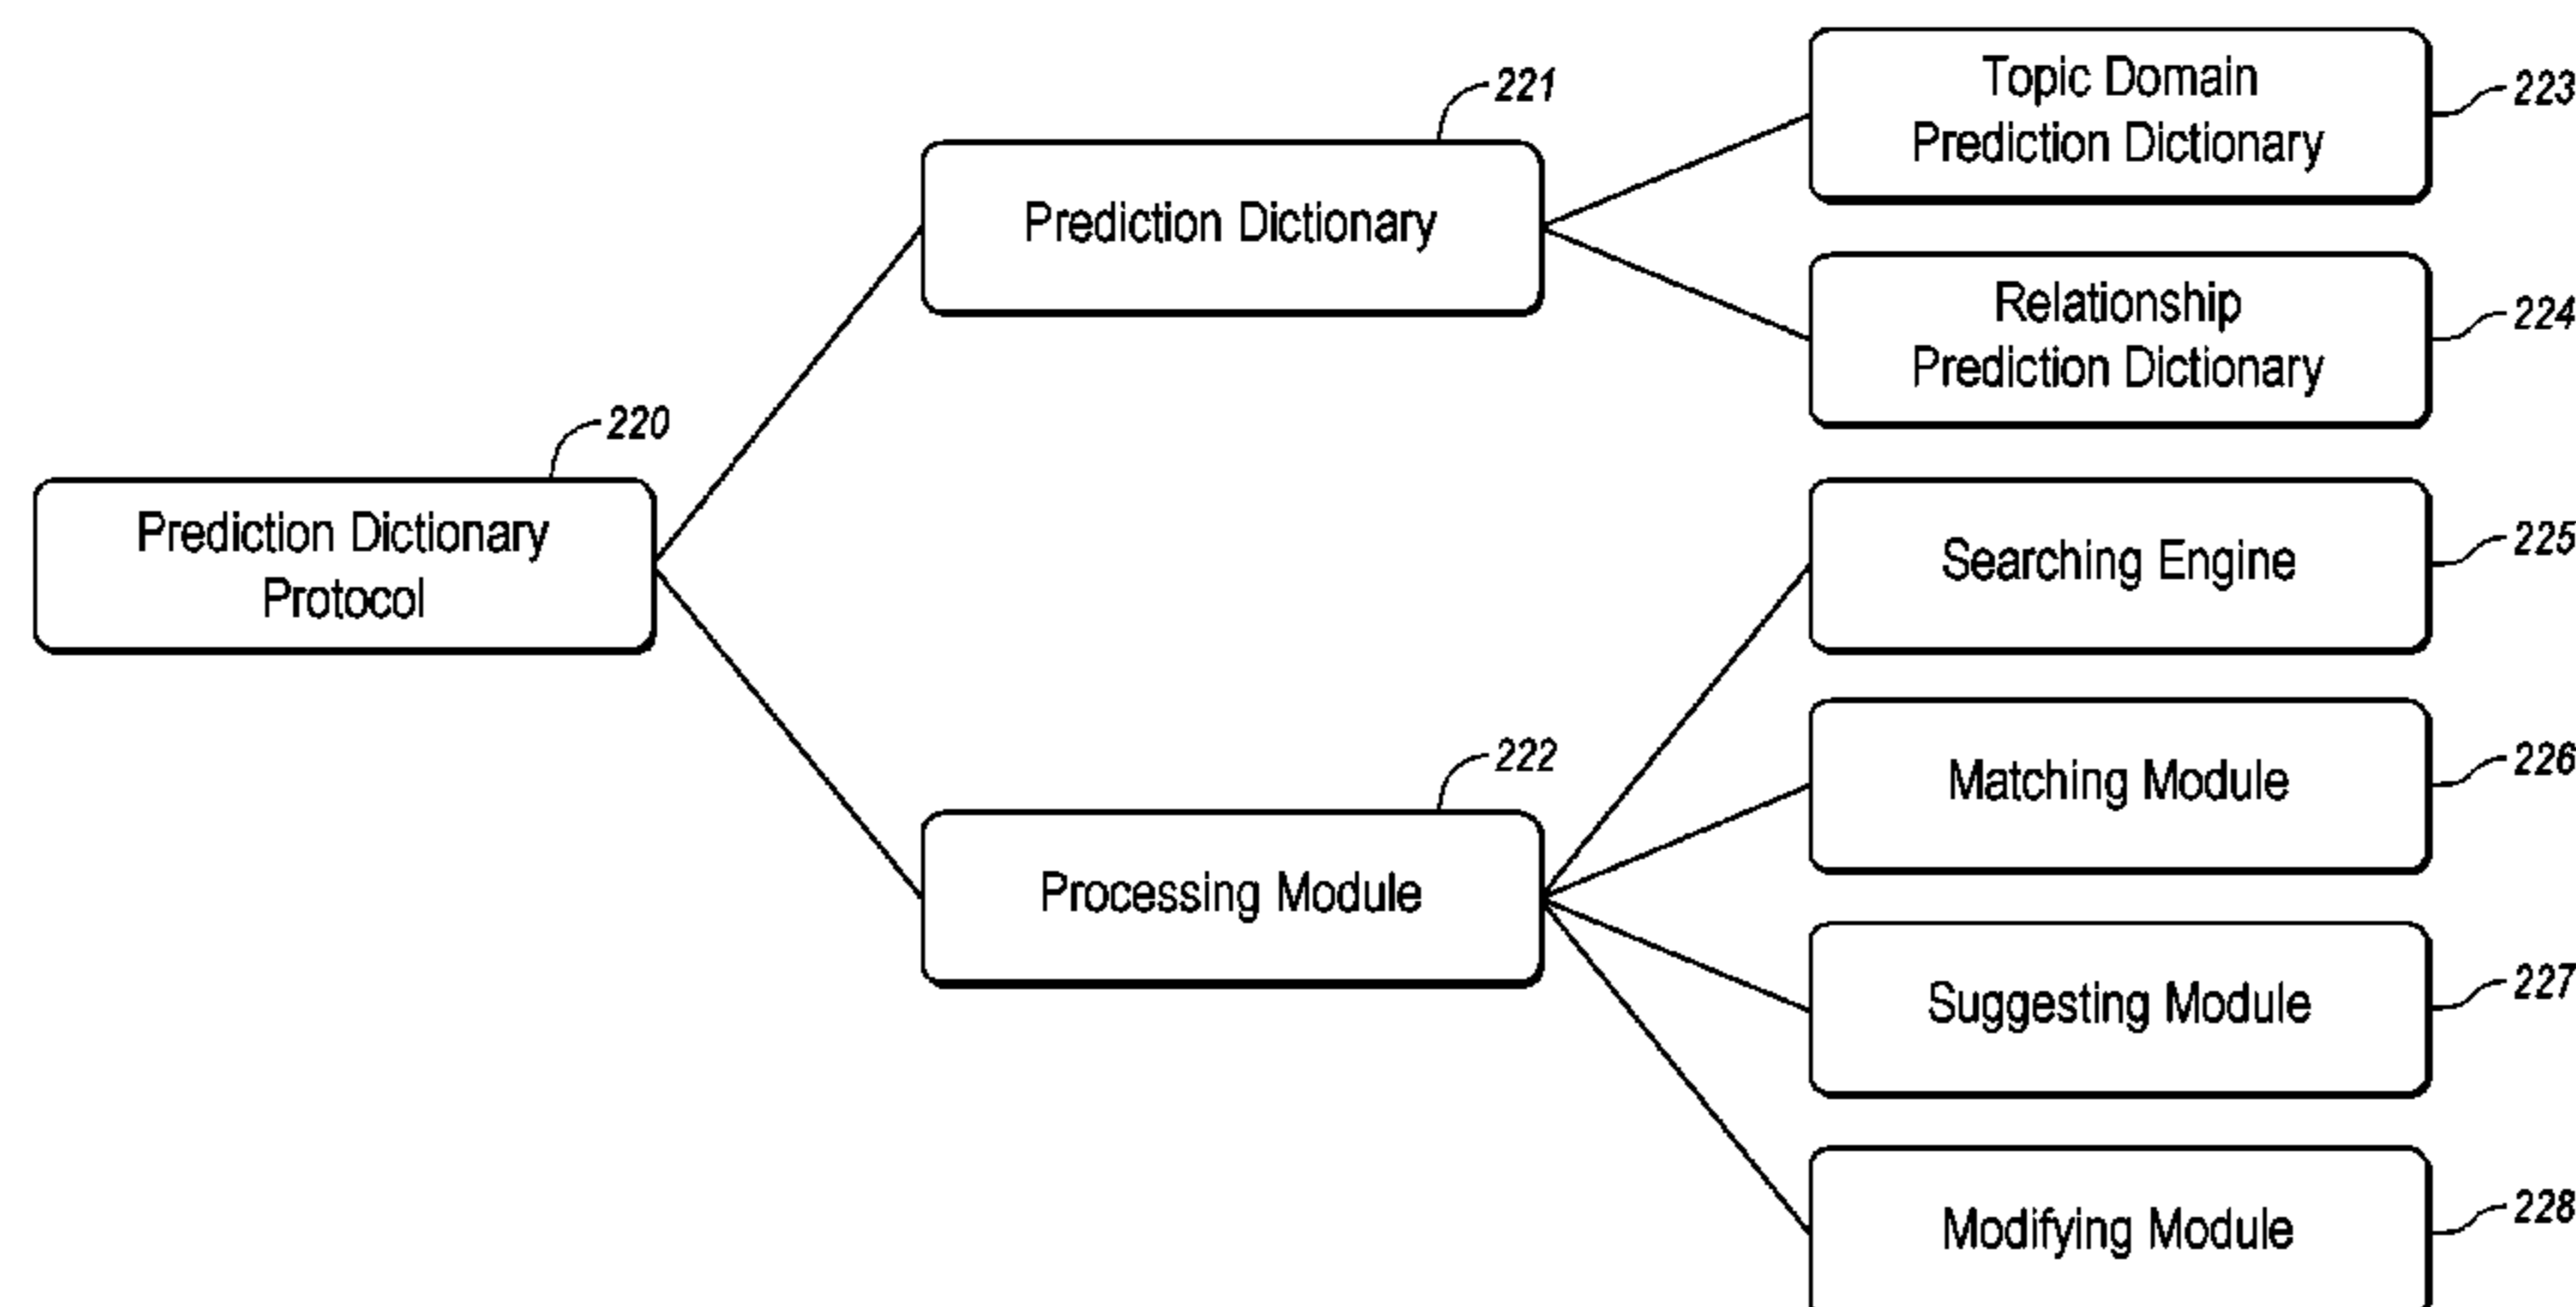 221
Topic Domain
Prediction Dictionary
223
Prediction Dictionary
Relationship
Prediction Dictionary
224
220
Prediction Dictionary
Protocol
Searching Engine
225
222
Matching Module
226
Processing Module
Suggesting Module
227
Modifying Module
228